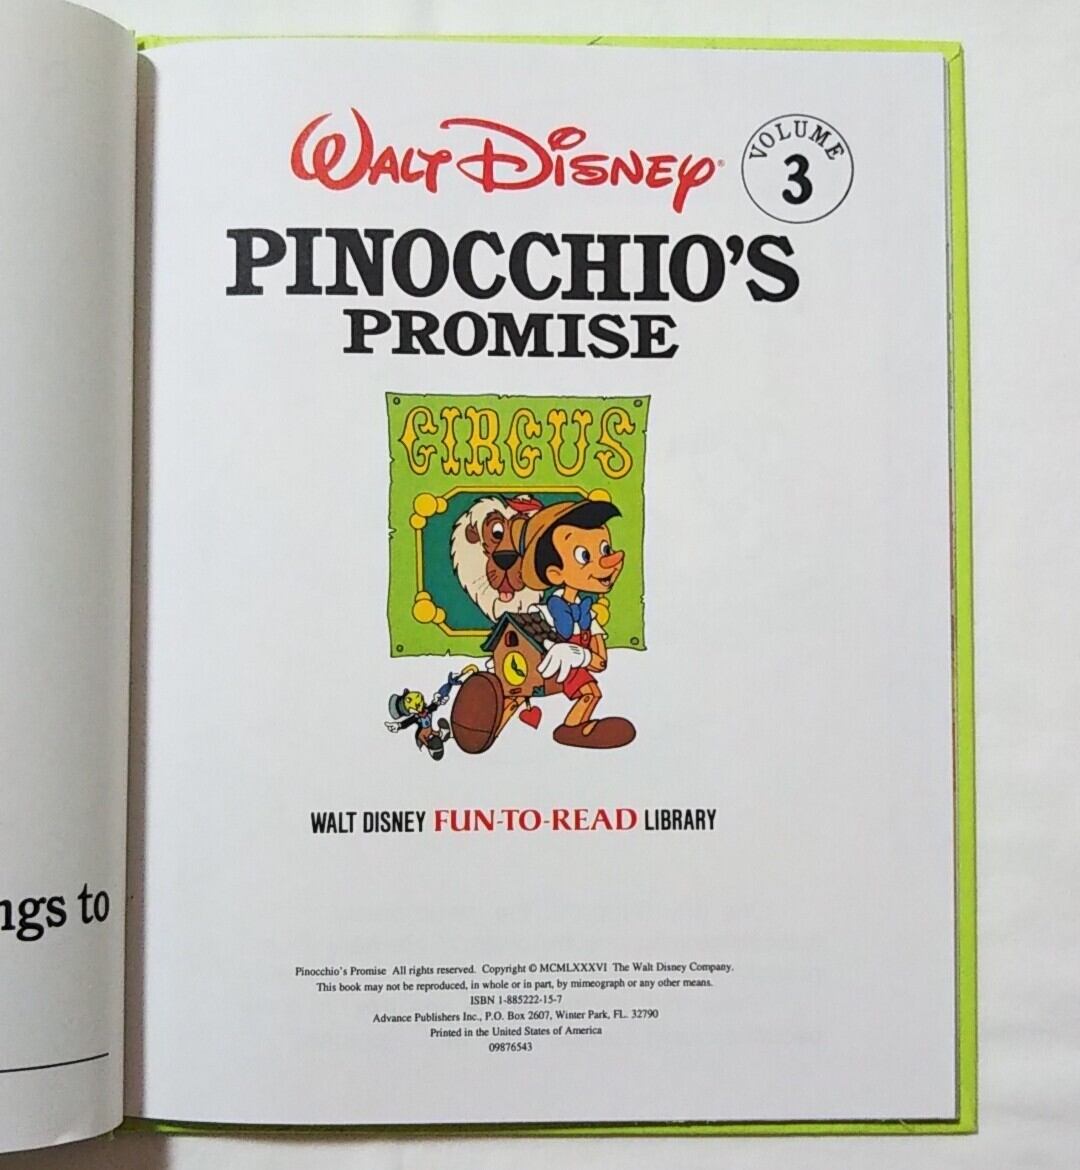 WALT DISNEY
VOLUME
3
PINOCCHIO'S
PROMISE
CIRCUS
WALT DISNEY FUN-TO-READ LIBRARY
ngs to
Pinocchio's Promise All rights reserved. Copyright © MCMLXXXVI The Walt Disney Company.
This book may not be reproduced, in whole or in part, by mimeograph or any other means.
ISBN 1-885222-15-7
Advance Publishers Inc., P.O. Box 2607, Winter Park, FL. 32790
Printed in the United States of America
09876543